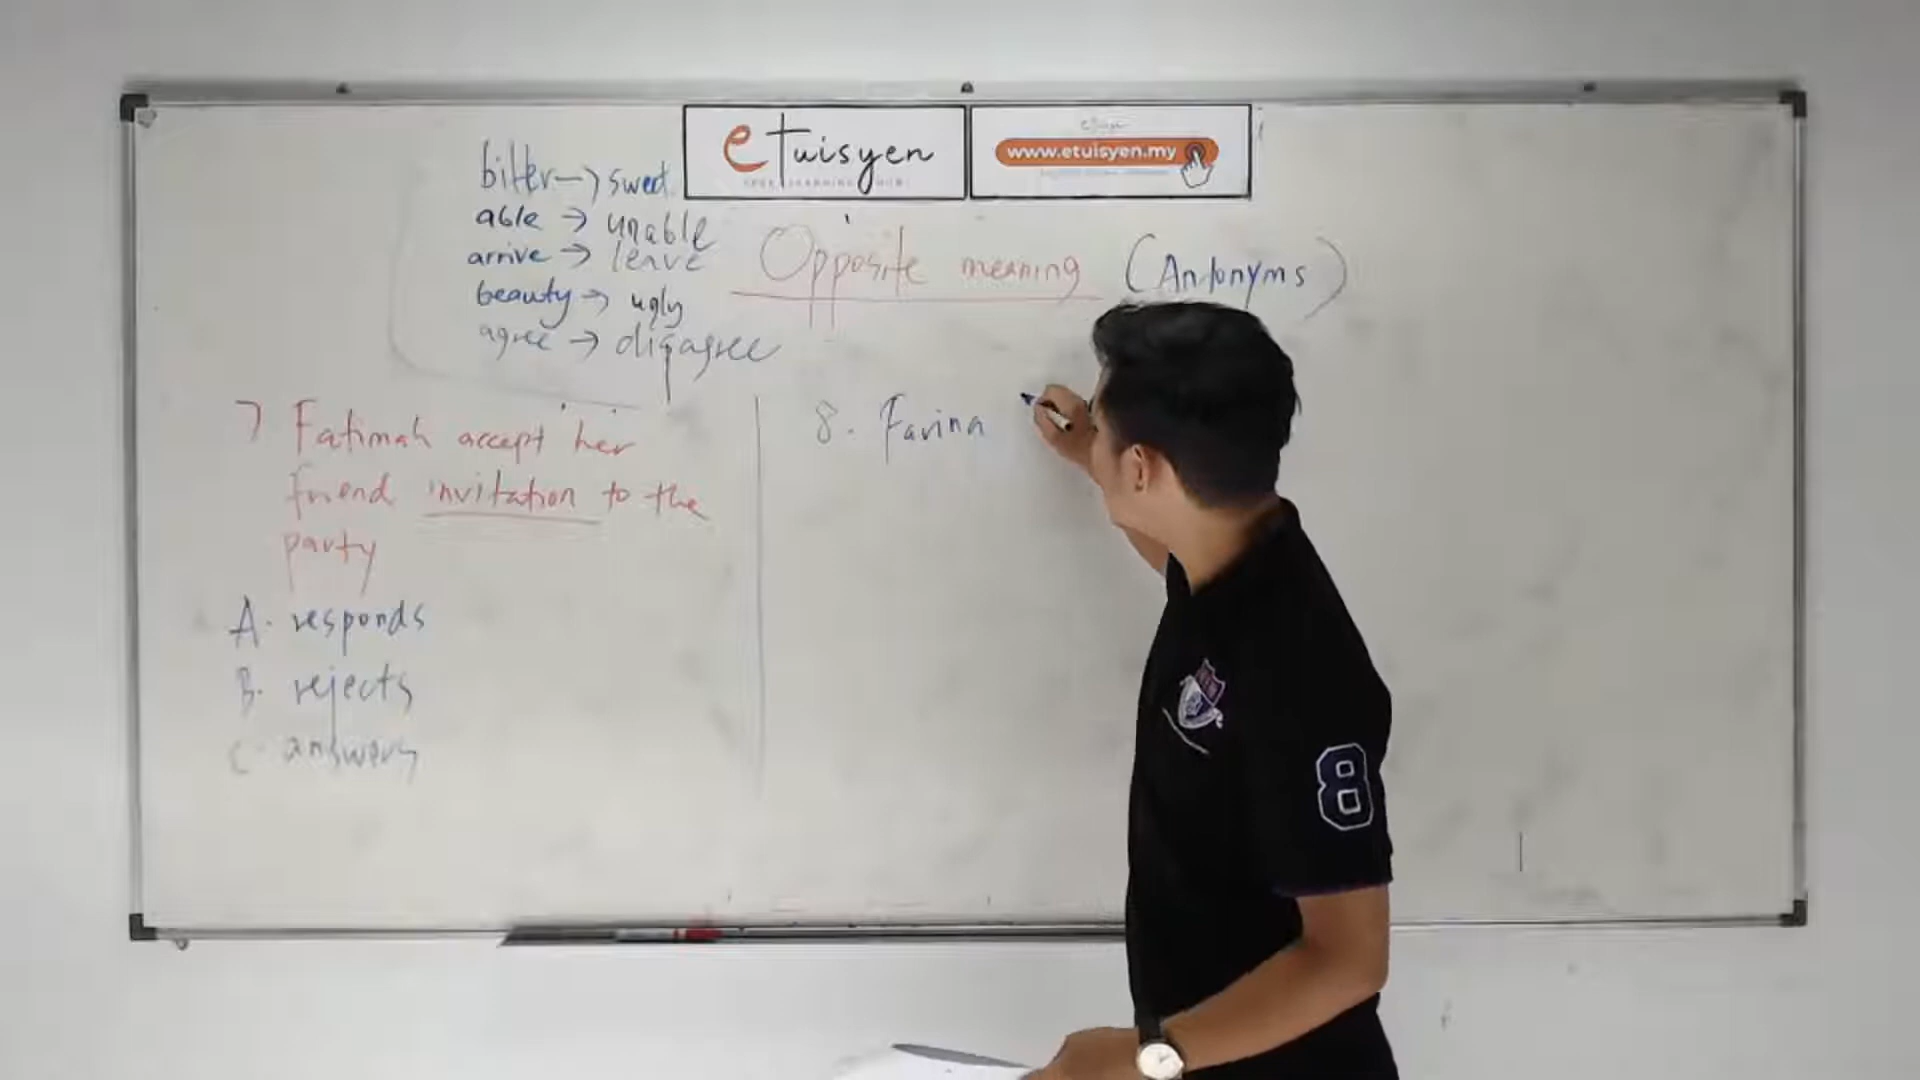 etuisyen
www.etuisyen.my
bitter → sweet
able → unable
arrive → leave
beauty → ugly
agree → disagree
Opposite meaning (Antonyms)
7 Fatimah accept her
friend invitation to the
party
A. responds
B. rejects
C. answers
8. Farina
8